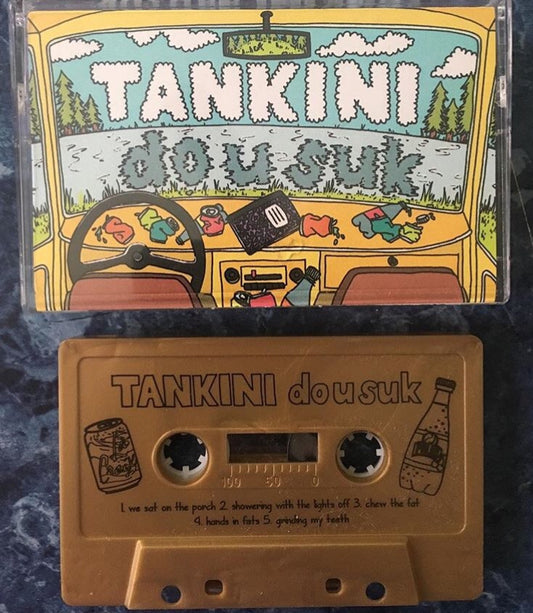 TANKINI
do u suk
TANKINI do u suk
100 50 0
1. we sat on the porch 2. showering with the lights off 3. chew the fat
4. hands in fists 5. grinding my teeth